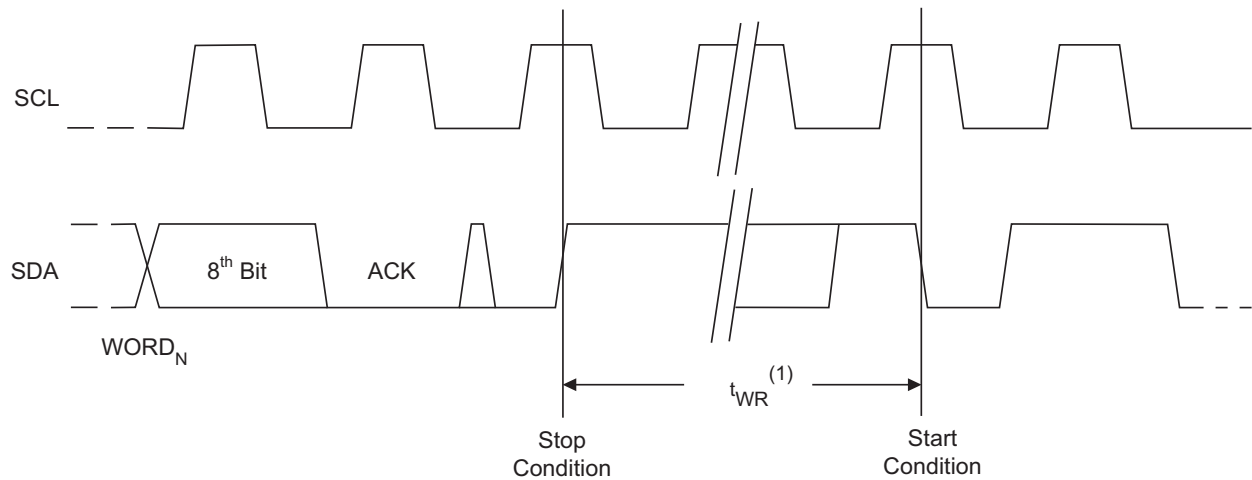 SCL
SDA
8th Bit
ACK
WORDN
tWR(1)
Stop
Condition
Start
Condition